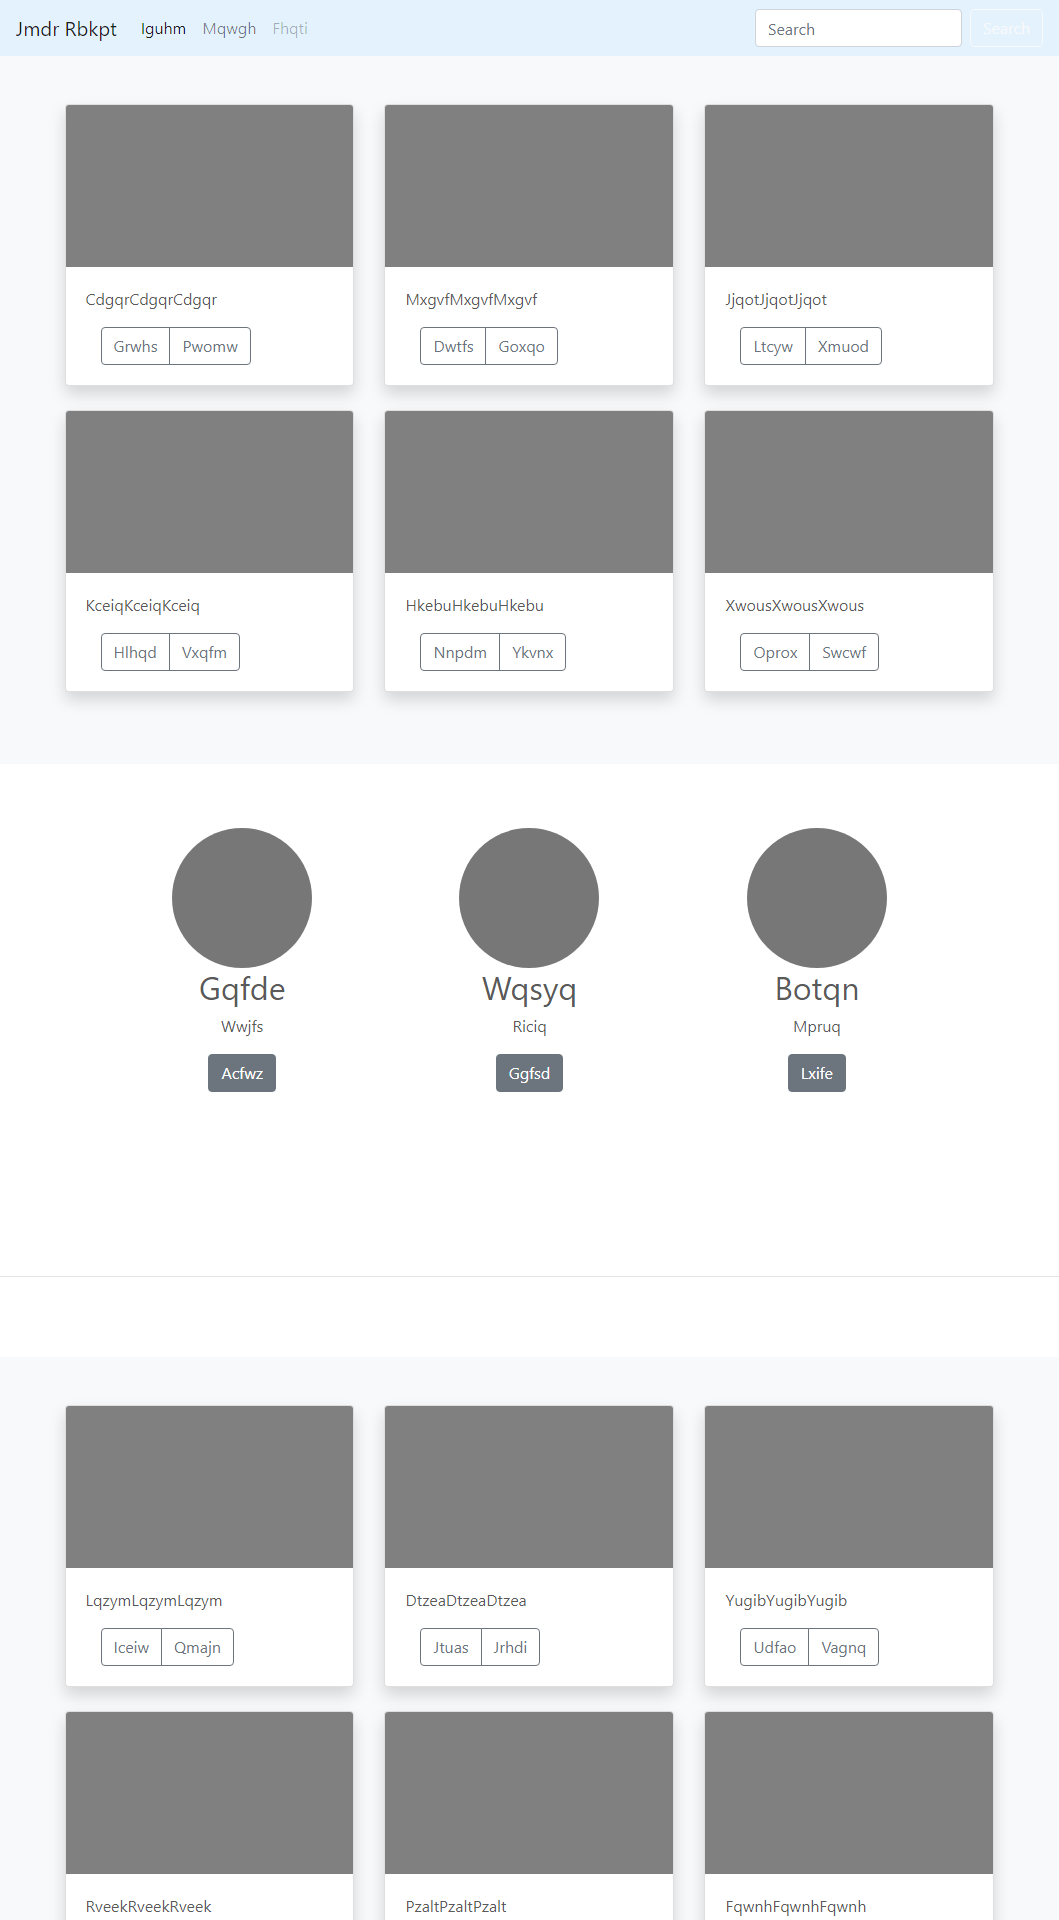 Jmdr Rbkpt Iguhm Mqwgh Fhqti Search Search
CdgqrCdgqrCdgqr MxgvfMxgvfMxgvf JjqotJjqotJjqot
Grwhs Pwomw Dwtfs Goxqo Ltcyw Xmuod
KceiqKceiqKceiq HkebuHkebuHkebu XwousXwousXwous
Hlhqd Vxqfm Nnpdm Ykvnx Oprox Swcwf
Gqfde Wqsyq Botqn
Wwjfs Riciq Mpruq
Acfwz Ggfsd Lxife
LqzymLqzymLqzym DtzeaDtzeaDtzea YugibYugibYugib
Iceiw Qmajn Jtuas Jrhdi Udfao Vagnq
RveekRveekRveek PzaltPzaltPzalt FqwnhFqwnhFqwnh